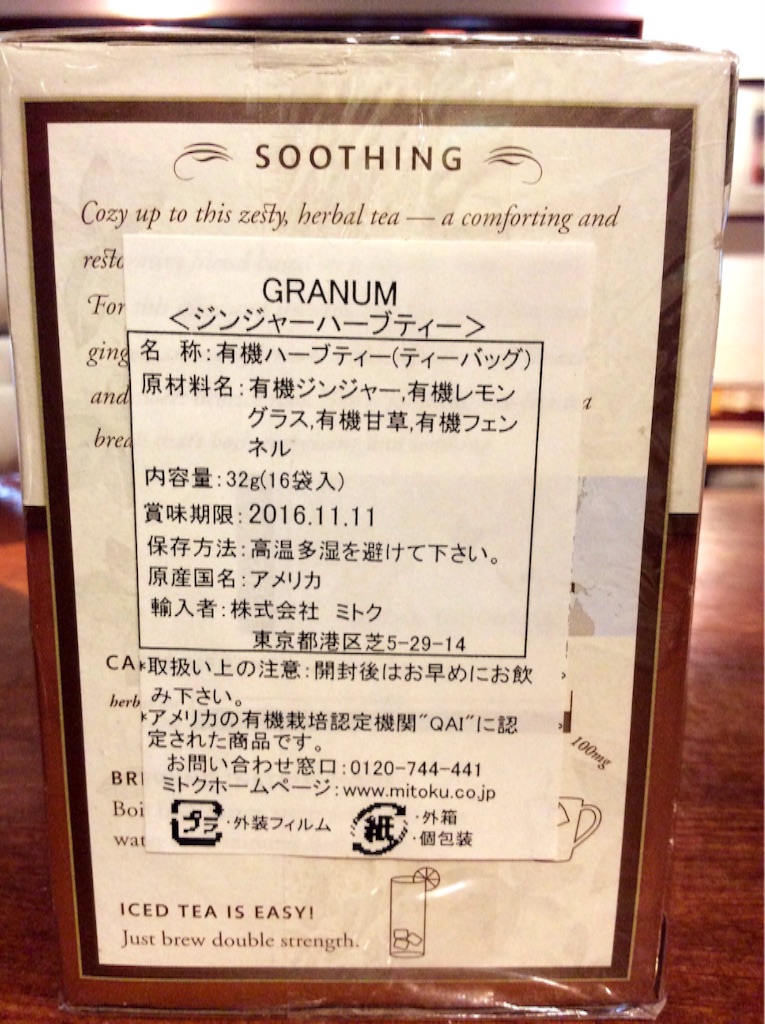 SOOTHING
Cozy up to this zesty, herbal tea — a comforting and
GRANUM
<ジンジャーハーブティー>
名 称:有機ハーブティー(ティーバッグ)
原材料名:有機ジンジャー,有機レモン
グラス,有機甘草,有機フェン
ネル
内容量:32g(16袋入)
賞味期限:2016.11.11
保存方法:高温多湿を避けて下さい。
原産国名:アメリカ
輸入者:株式会社 ミトク
東京都港区芝5-29-14
*取扱い上の注意:開封後はお早めにお飲
み下さい。
*アメリカの有機栽培認定機関"QAI"に認
定された商品です。
お問い合わせ窓口:0120-744-441
ミトクホームページ:www.mitoku.co.jp
プラ ・外装フィルム
紙 ・外箱
・個包装
100mg
ICED TEA IS EASY!
Just brew double strength.